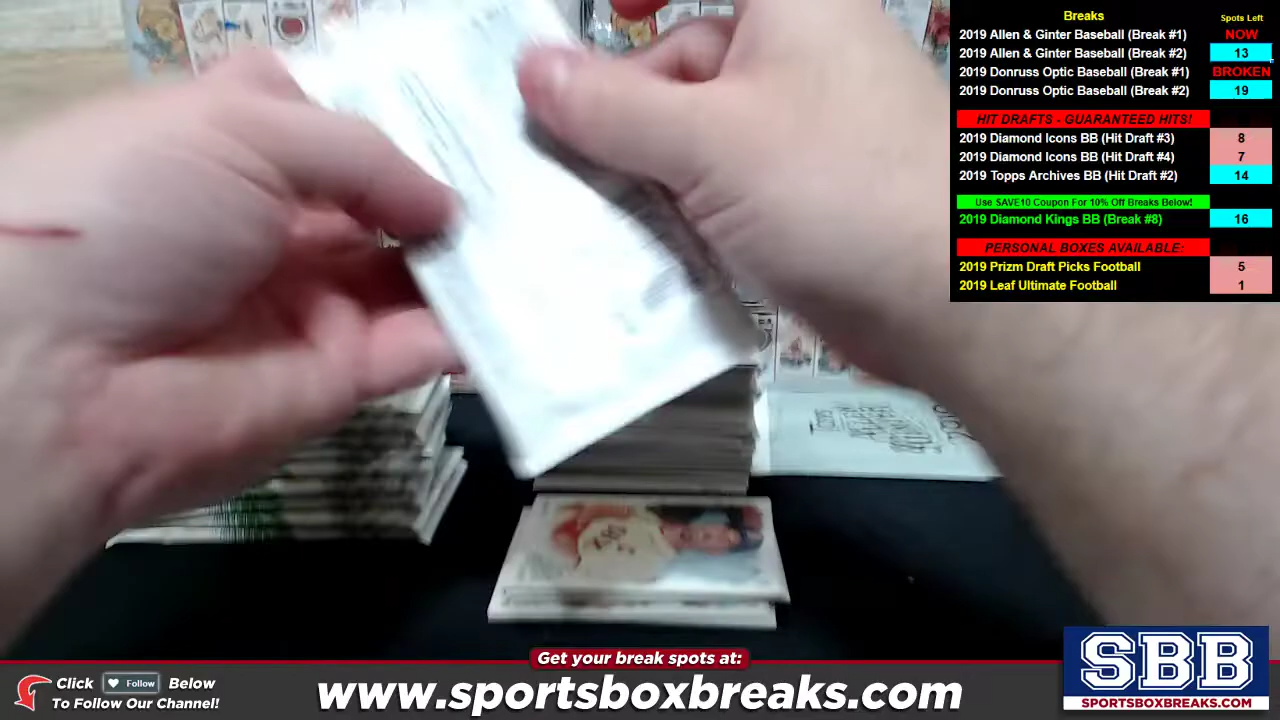 Breaks
Spots Left
2019 Allen & Ginter Baseball (Break #1) NOW
2019 Allen & Ginter Baseball (Break #2) 13
2019 Donruss Optic Baseball (Break #1) BROKEN
2019 Donruss Optic Baseball (Break #2) 19
HIT DRAFTS - GUARANTEED HITS!
2019 Diamond Icons BB (Hit Draft #3) 8
2019 Diamond Icons BB (Hit Draft #4) 7
2019 Topps Archives BB (Hit Draft #2) 14
Use SAVE10 Coupon For 10% Off Breaks Below!
2019 Diamond Kings BB (Break #8) 16
PERSONAL BOXES AVAILABLE:
2019 Prizm Draft Picks Football 5
2019 Leaf Ultimate Football 1
Get your break spots at:
Click Follow Below
To Follow Our Channel!
www.sportsboxbreaks.com
SBB
SPORTSBOXBREAKS.COM